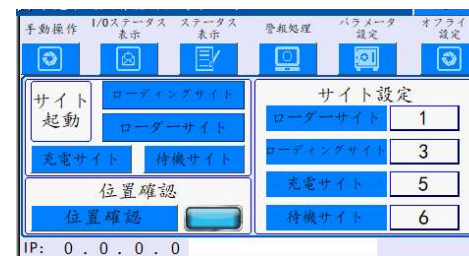 手動操作
I/Oステータス
表示
ステータス
表示
警報処理
パラメータ
設定
オフライ
設定
サイト
起動
ローディングサイト
ローダーサイト
充電サイト
待機サイト
位置確認
位置確認
サイト設定
ローダーサイト 1
ローディングサイト 3
充電サイト 5
待機サイト 6
IP: 0 . 0 . 0 . 0